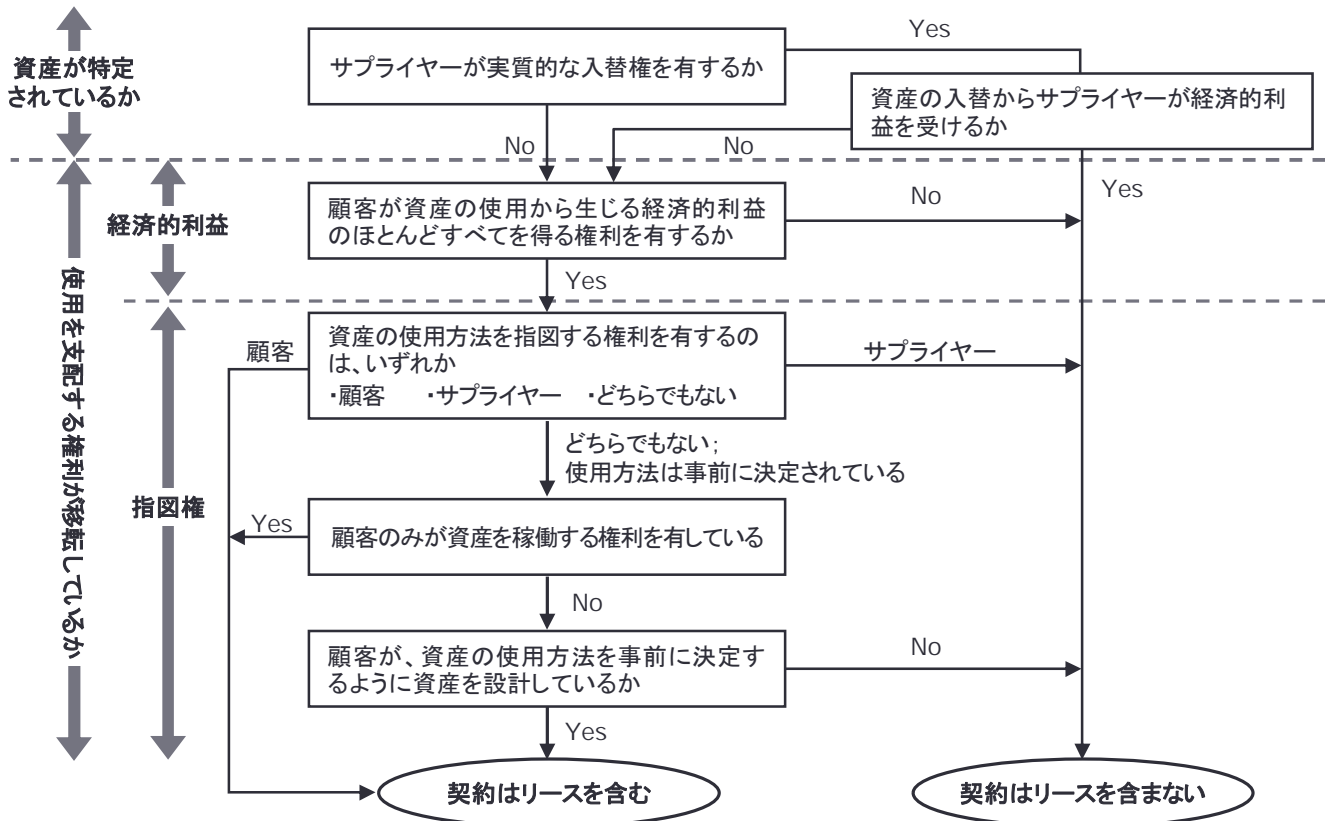 Yes
資産が特定
されているか
サプライヤーが実質的な入替権を有するか
資産の入替からサプライヤーが経済的利
益を受けるか
No
No
Yes
使用を支配する権利が移転しているか
経済的利益
顧客が資産の使用から生じる経済的利益
のほとんどすべてを得る権利を有するか
No
Yes
指図権
顧客
資産の使用方法を指図する権利を有するの
は、いずれか
・顧客 ・サプライヤー ・どちらでもない
サプライヤー
どちらでもない;
使用方法は事前に決定されている
Yes
顧客のみが資産を稼働する権利を有している
No
顧客が、資産の使用方法を事前に決定す
るように資産を設計しているか
No
Yes
契約はリースを含む
契約はリースを含まない